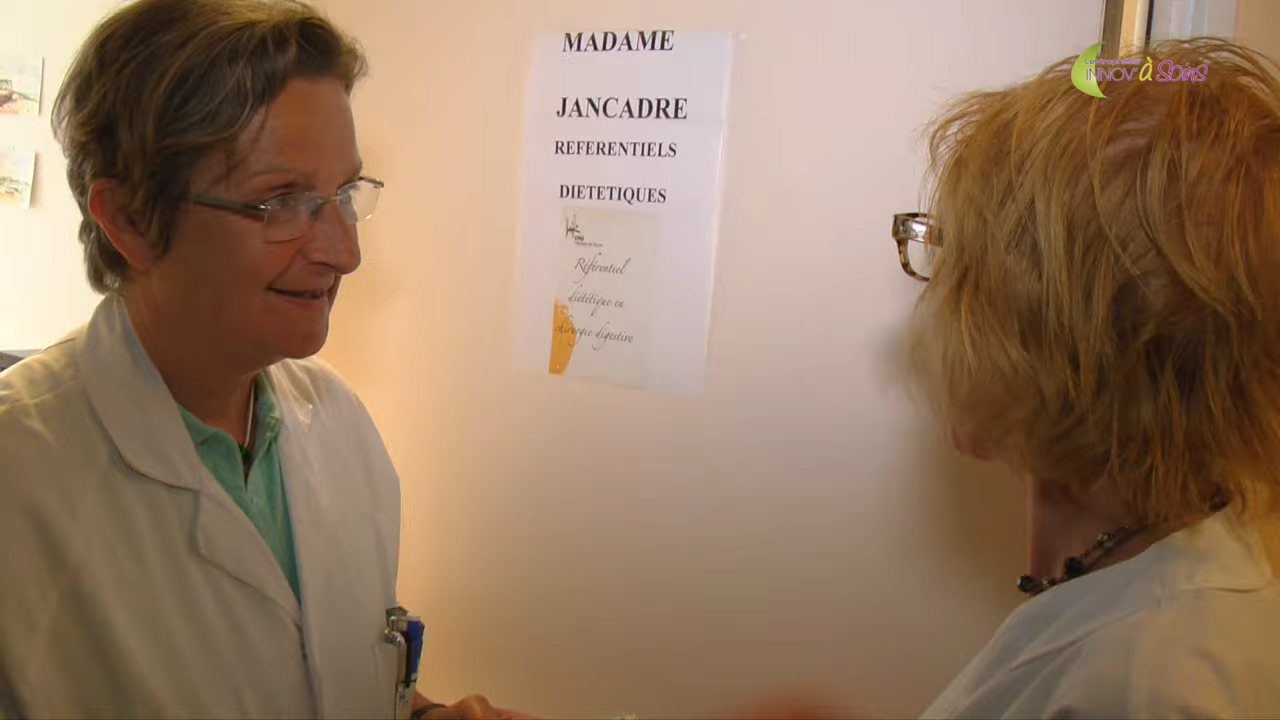 MADAME
JANCADRE
REFERENTIELS
DIETETIQUES
Référentiel
diététique en
chirurgie digestive
INNOV' à Soins